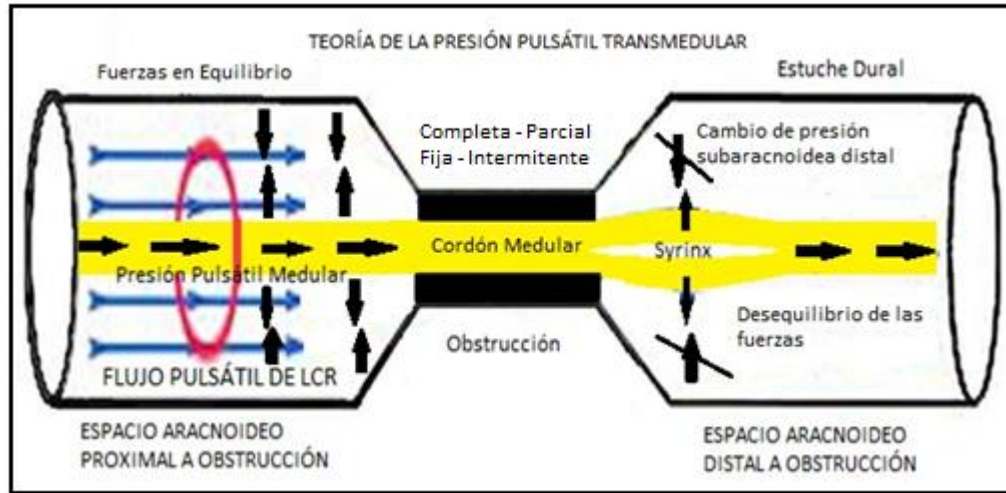 TEORÍA DE LA PRESIÓN PULSÁTIL TRANSMEDULAR
Fuerzas en Equilibrio
Estuche Dural
Completa - Parcial
Fija - Intermitente
Cambio de presión
subaracnoidea distal
Cordón Medular
Syrinx
Presión Pulsátil Medular
Obstrucción
Desequilibrio de las
fuerzas
FLUJO PULSÁTIL DE LCR
ESPACIO ARACNOIDEO
PROXIMAL A OBSTRUCCIÓN
ESPACIO ARACNOIDEO
DISTAL A OBSTRUCCIÓN